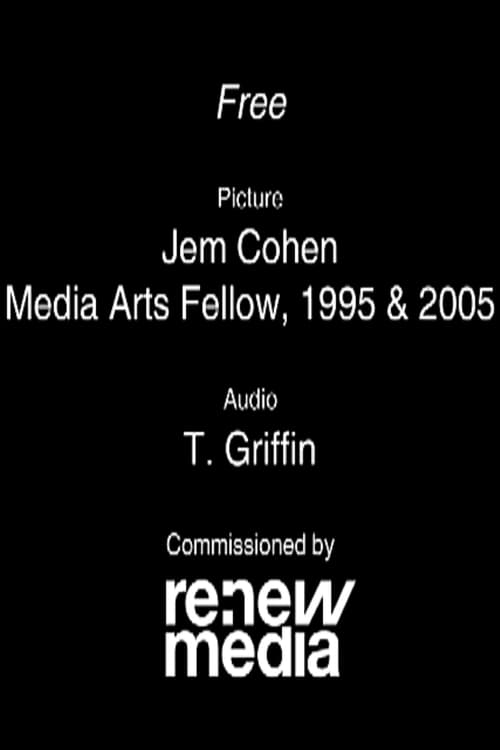 Free
Picture
Jem Cohen
Media Arts Fellow, 1995 & 2005
Audio
T. Griffin
Commissioned by
re:new
media